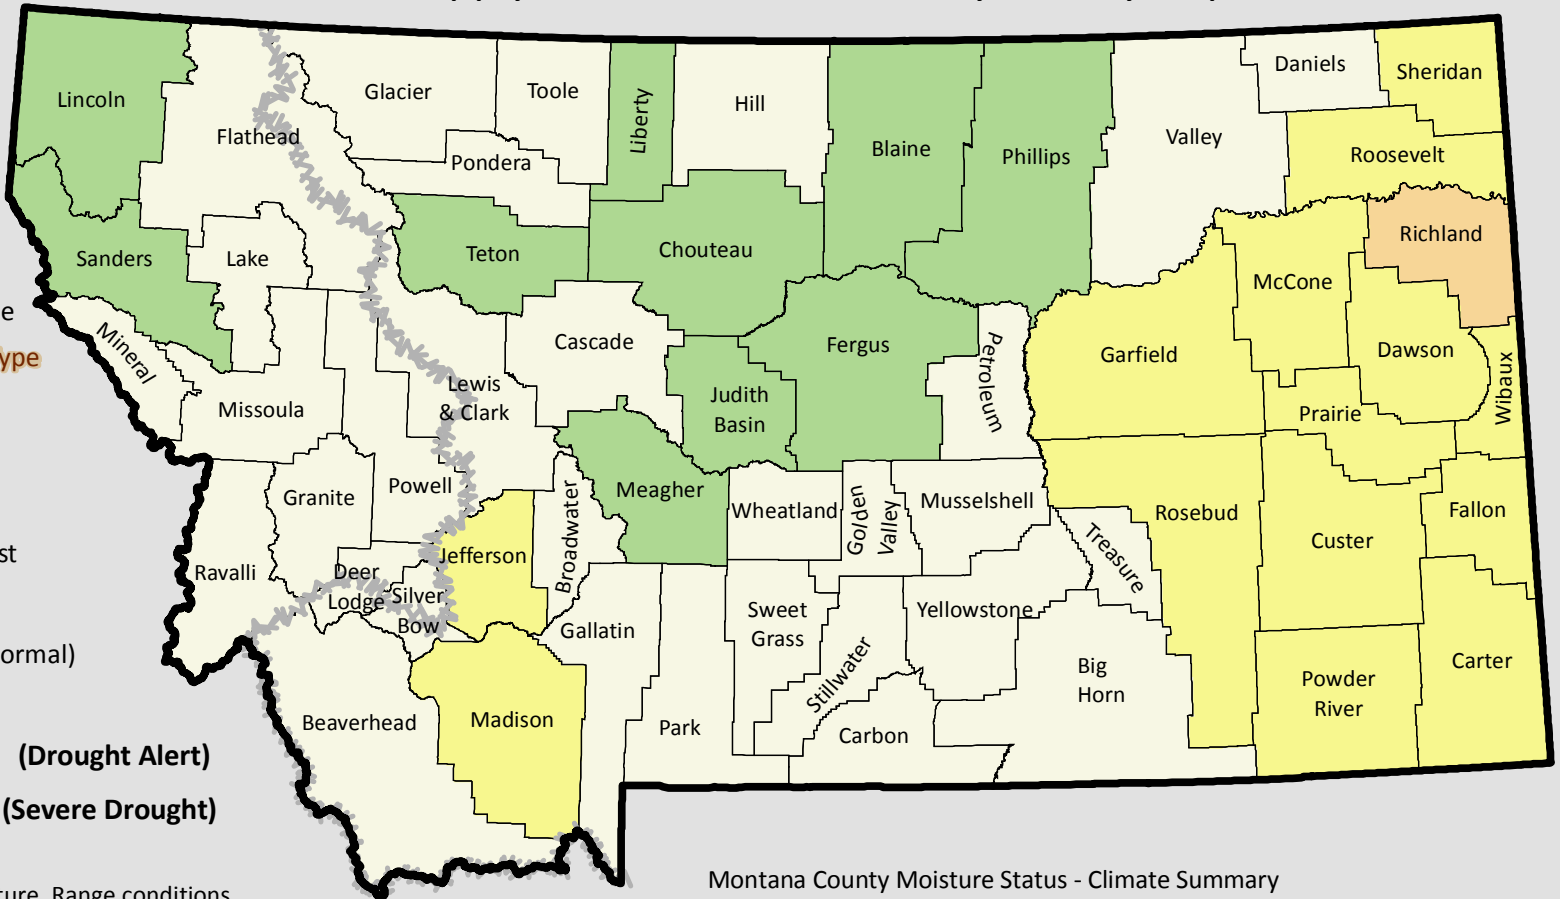 Lincoln
Flathead
Glacier
Toole
Liberty
Hill
Blaine
Phillips
Valley
Daniels
Sheridan
Roosevelt
Pondera
Sanders
Lake
Teton
Chouteau
McCone
Richland
e
ype
Mineral
Missoula
Cascade
Lewis
& Clark
Judith
Basin
Fergus
Petroleum
Garfield
Prairie
Dawson
Wibaux
Granite
Powell
Meagher
Wheatland
Golden
Valley
Musselshell
Rosebud
Custer
Fallon
st
Ravalli
Deer
Lodge
Silver
Bow
Jefferson
Broadwater
Treasure
Gallatin
Sweet
Grass
Stillwater
Yellowstone
Big
Horn
Powder
River
Carter
ormal)
Beaverhead
Madison
Park
Carbon
(Drought Alert)
(Severe Drought)
Montana County Moisture Status - Climate Summary
ture, Range conditions